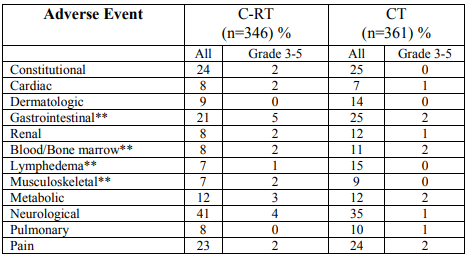 Adverse Event C-RT CT
(n=346) % (n=361) %
All Grade 3-5 All Grade 3-5
Constitutional 24 2 25 0
Cardiac 8 2 7 1
Dermatologic 9 0 14 0
Gastrointestinal** 21 5 25 2
Renal 8 2 12 1
Blood/Bone marrow** 8 2 11 2
Lymphedema** 7 1 15 0
Musculoskeletal** 7 2 9 0
Metabolic 12 3 12 2
Neurological 41 4 35 1
Pulmonary 8 0 10 1
Pain 23 2 24 2